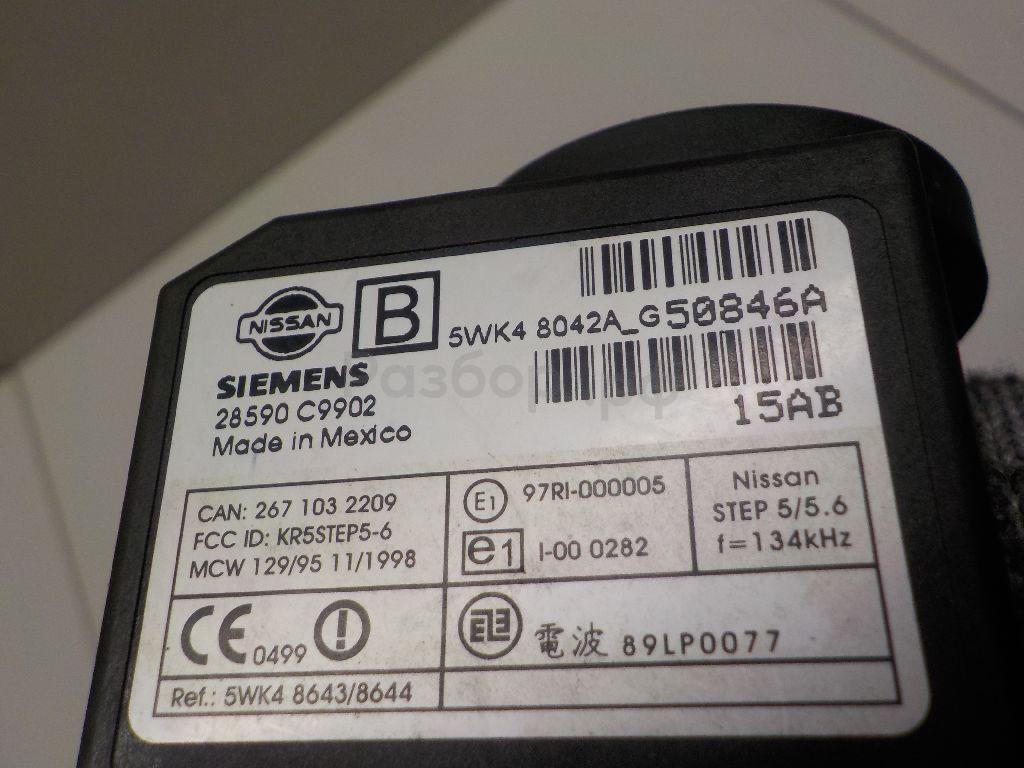 NISSAN
B
5WK4 8042A_G50846A
SIEMENS
28590 C9902
Made in Mexico
15AB
CAN: 267 103 2209
FCC ID: KR5STEP5-6
MCW 129/95 11/1998
E1 97RI-000005
e1 I-00 0282
Nissan
STEP 5/5.6
f=134kHz
CE 0499
電波 89LP0077
Ref.: 5WK4 8643/8644
Разбор.рф